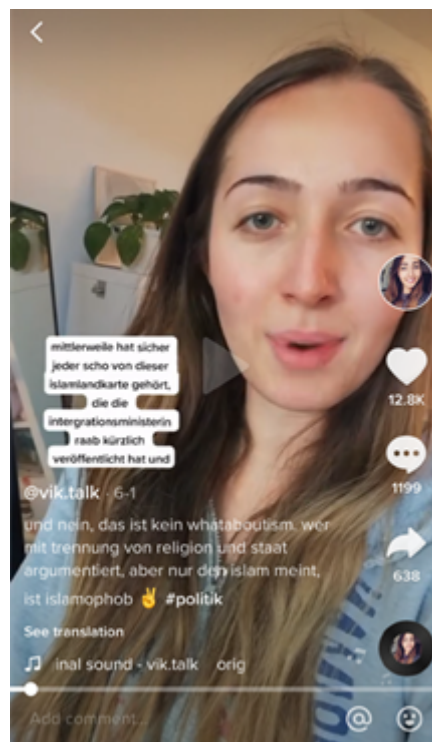 mittlerweile hat sicher
jeder scho von dieser
islamlandkarte gehört,
die die
intergrationsministerin
raab kürzlich
veröffentlicht hat und
12.8K
1199
638
@vik.talk · 6-1
und nein, das ist kein whataboutism. wer
mit trennung von religion und staat
argumentiert, aber nur den islam meint,
ist islamophob ✌️ #politik
See translation
inal sound - vik.talk orig
Add comment...